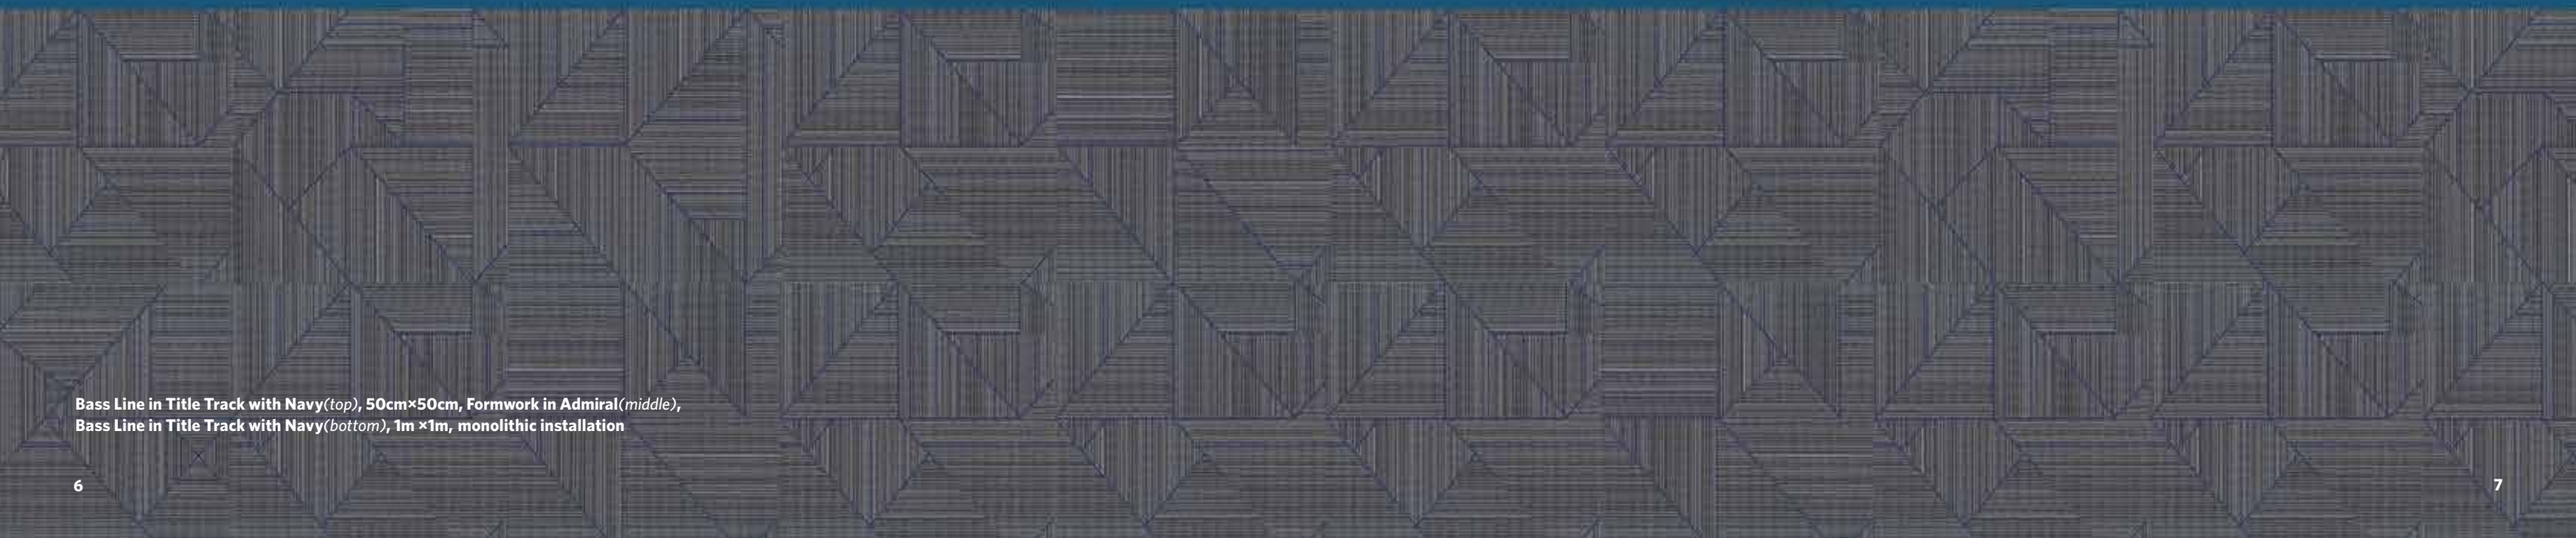 Bass Line in Title Track with Navy(top), 50cm×50cm, Formwork in Admiral(middle),
Bass Line in Title Track with Navy(bottom), 1m ×1m, monolithic installation
6
7